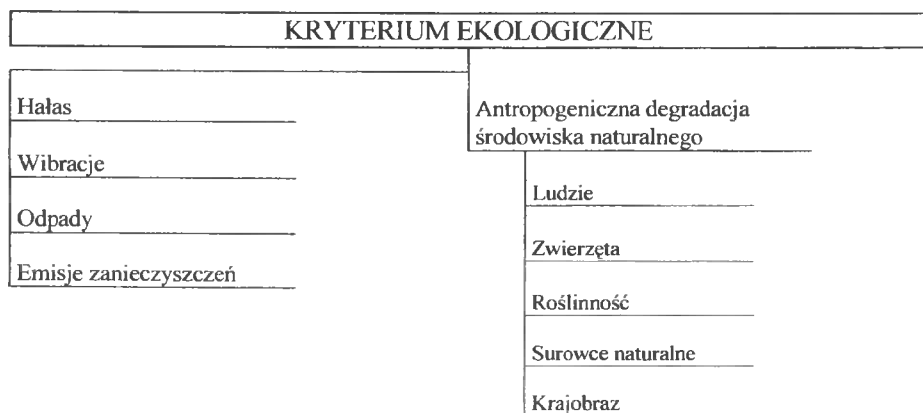 KRYTERIUM EKOLOGICZNE
Hałas
Wibracje
Odpady
Emisje zanieczyszczeń
Antropogeniczna degradacja
środowiska naturalnego
Ludzie
Zwierzęta
Roślinność
Surowce naturalne
Krajobraz